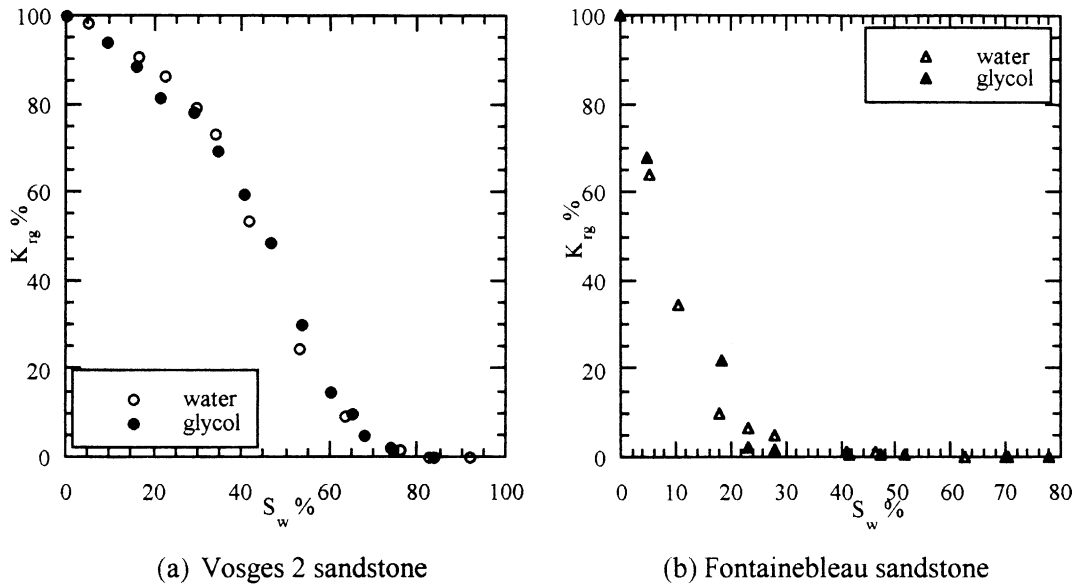 100
80
60
40
20
0
K_rg %
water
glycol
0 20 40 60 80 100
S_w %
(a) Vosges 2 sandstone
100
80
60
40
20
0
K_rg %
water
glycol
0 10 20 30 40 50 60 70 80
S_w %
(b) Fontainebleau sandstone